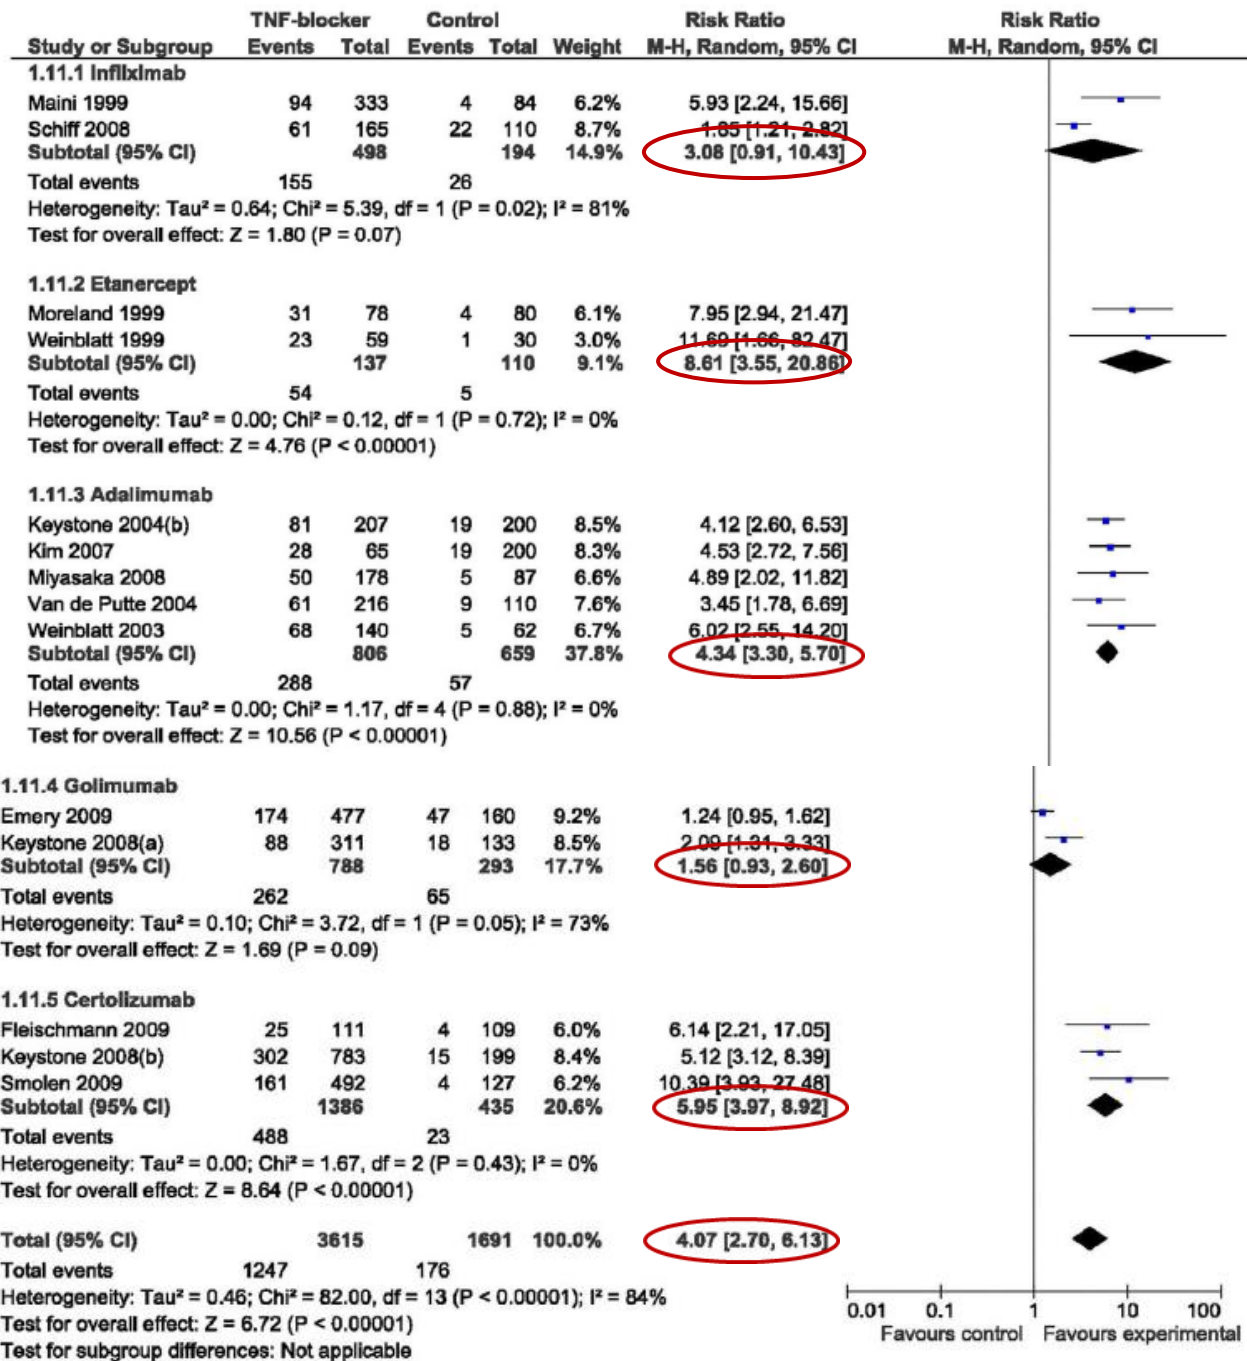 TNF-blocker Control Risk Ratio Risk Ratio
Study or Subgroup Events Total Events Total Weight M-H, Random, 95% CI M-H, Random, 95% CI
1.11.1 Infliximab
Maini 1999 94 333 4 84 6.2% 5.93 [2.24, 15.66]
Schiff 2008 61 165 22 110 8.7% 1.85 [1.21, 2.82]
Subtotal (95% CI) 498 194 14.9% 3.08 [0.91, 10.43]
Total events 155 26
Heterogeneity: Tau² = 0.64; Chi² = 5.39, df = 1 (P = 0.02); I² = 81%
Test for overall effect: Z = 1.80 (P = 0.07)
1.11.2 Etanercept
Moreland 1999 31 78 4 80 6.1% 7.95 [2.94, 21.47]
Weinblatt 1999 23 59 1 30 3.0% 11.69 [1.66, 82.47]
Subtotal (95% CI) 137 110 9.1% 8.61 [3.55, 20.86]
Total events 54 5
Heterogeneity: Tau² = 0.00; Chi² = 0.12, df = 1 (P = 0.72); I² = 0%
Test for overall effect: Z = 4.76 (P < 0.00001)
1.11.3 Adalimumab
Keystone 2004(b) 81 207 19 200 8.5% 4.12 [2.60, 6.53]
Kim 2007 28 65 19 200 8.3% 4.53 [2.72, 7.56]
Miyasaka 2008 50 178 5 87 6.6% 4.89 [2.02, 11.82]
Van de Putte 2004 61 216 9 110 7.6% 3.45 [1.78, 6.69]
Weinblatt 2003 68 140 5 62 6.7% 6.02 [2.55, 14.20]
Subtotal (95% CI) 806 659 37.8% 4.34 [3.30, 5.70]
Total events 288 57
Heterogeneity: Tau² = 0.00; Chi² = 1.17, df = 4 (P = 0.88); I² = 0%
Test for overall effect: Z = 10.56 (P < 0.00001)
1.11.4 Golimumab
Emery 2009 174 477 47 160 9.2% 1.24 [0.95, 1.62]
Keystone 2008(a) 88 311 18 133 8.5% 2.09 [1.31, 3.33]
Subtotal (95% CI) 788 293 17.7% 1.56 [0.93, 2.60]
Total events 262 65
Heterogeneity: Tau² = 0.10; Chi² = 3.72, df = 1 (P = 0.05); I² = 73%
Test for overall effect: Z = 1.69 (P = 0.09)
1.11.5 Certolizumab
Fleischmann 2009 25 111 4 109 6.0% 6.14 [2.21, 17.05]
Keystone 2008(b) 302 783 15 199 8.4% 5.12 [3.12, 8.39]
Smolen 2009 161 492 4 127 6.2% 10.39 [3.93, 27.48]
Subtotal (95% CI) 1386 435 20.6% 5.95 [3.97, 8.92]
Total events 488 23
Heterogeneity: Tau² = 0.00; Chi² = 1.67, df = 2 (P = 0.43); I² = 0%
Test for overall effect: Z = 8.64 (P < 0.00001)
Total (95% CI) 3615 1691 100.0% 4.07 [2.70, 6.13]
Total events 1247 176
Heterogeneity: Tau² = 0.46; Chi² = 82.00, df = 13 (P < 0.00001); I² = 84%
Test for overall effect: Z = 6.72 (P < 0.00001)
Test for subgroup differences: Not applicable
0.01 0.1 1 10 100
Favours control Favours experimental